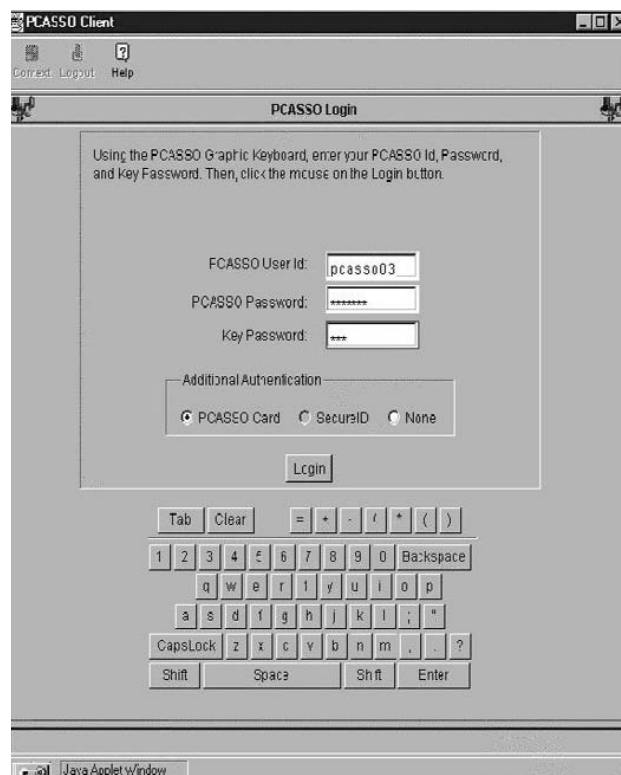 PCASSO Client
Connect Logout Help
PCASSO Login
Using the PCASSO Graphic Keyboard, enter your PCASSO Id, Password,
and Key Password. Then, click the mouse on the Login button.
PCASSO User Id: pcasso03
PCASSO Password: *******
Key Password: ***
Additional Authentication
PCASSO Card SecureID None
Login
Tab Clear = + - / * ( )
1 2 3 4 5 6 7 8 9 0 Backspace
q w e r t y u i o p
a s d f g h j k l ; "
CapsLock z x c v b n m , . ?
Shift Space Shift Enter
Java Applet Window